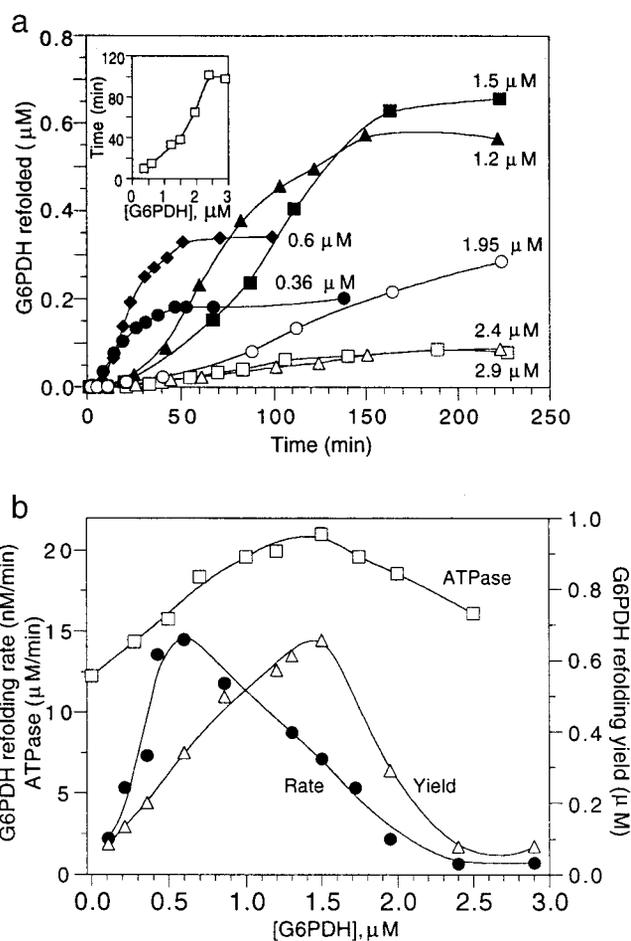 a
0.8
0.6
0.4
0.2
0.0
G6PDH refolded (μM)
120
80
40
0
Time (min)
0 1 2 3
[G6PDH], μM
1.5 μM
1.2 μM
0.6 μM
1.95 μM
0.36 μM
2.4 μM
2.9 μM
0 50 100 150 200 250
Time (min)
b
G6PDH refolding rate (nM/min)
ATPase (μM/min)
20
15
10
5
0
ATPase
Rate
Yield
1.0
0.8
0.6
0.4
0.2
0.0
G6PDH refolding
yield (μM)
0.0 0.5 1.0 1.5 2.0 2.5 3.0
[G6PDH], μM